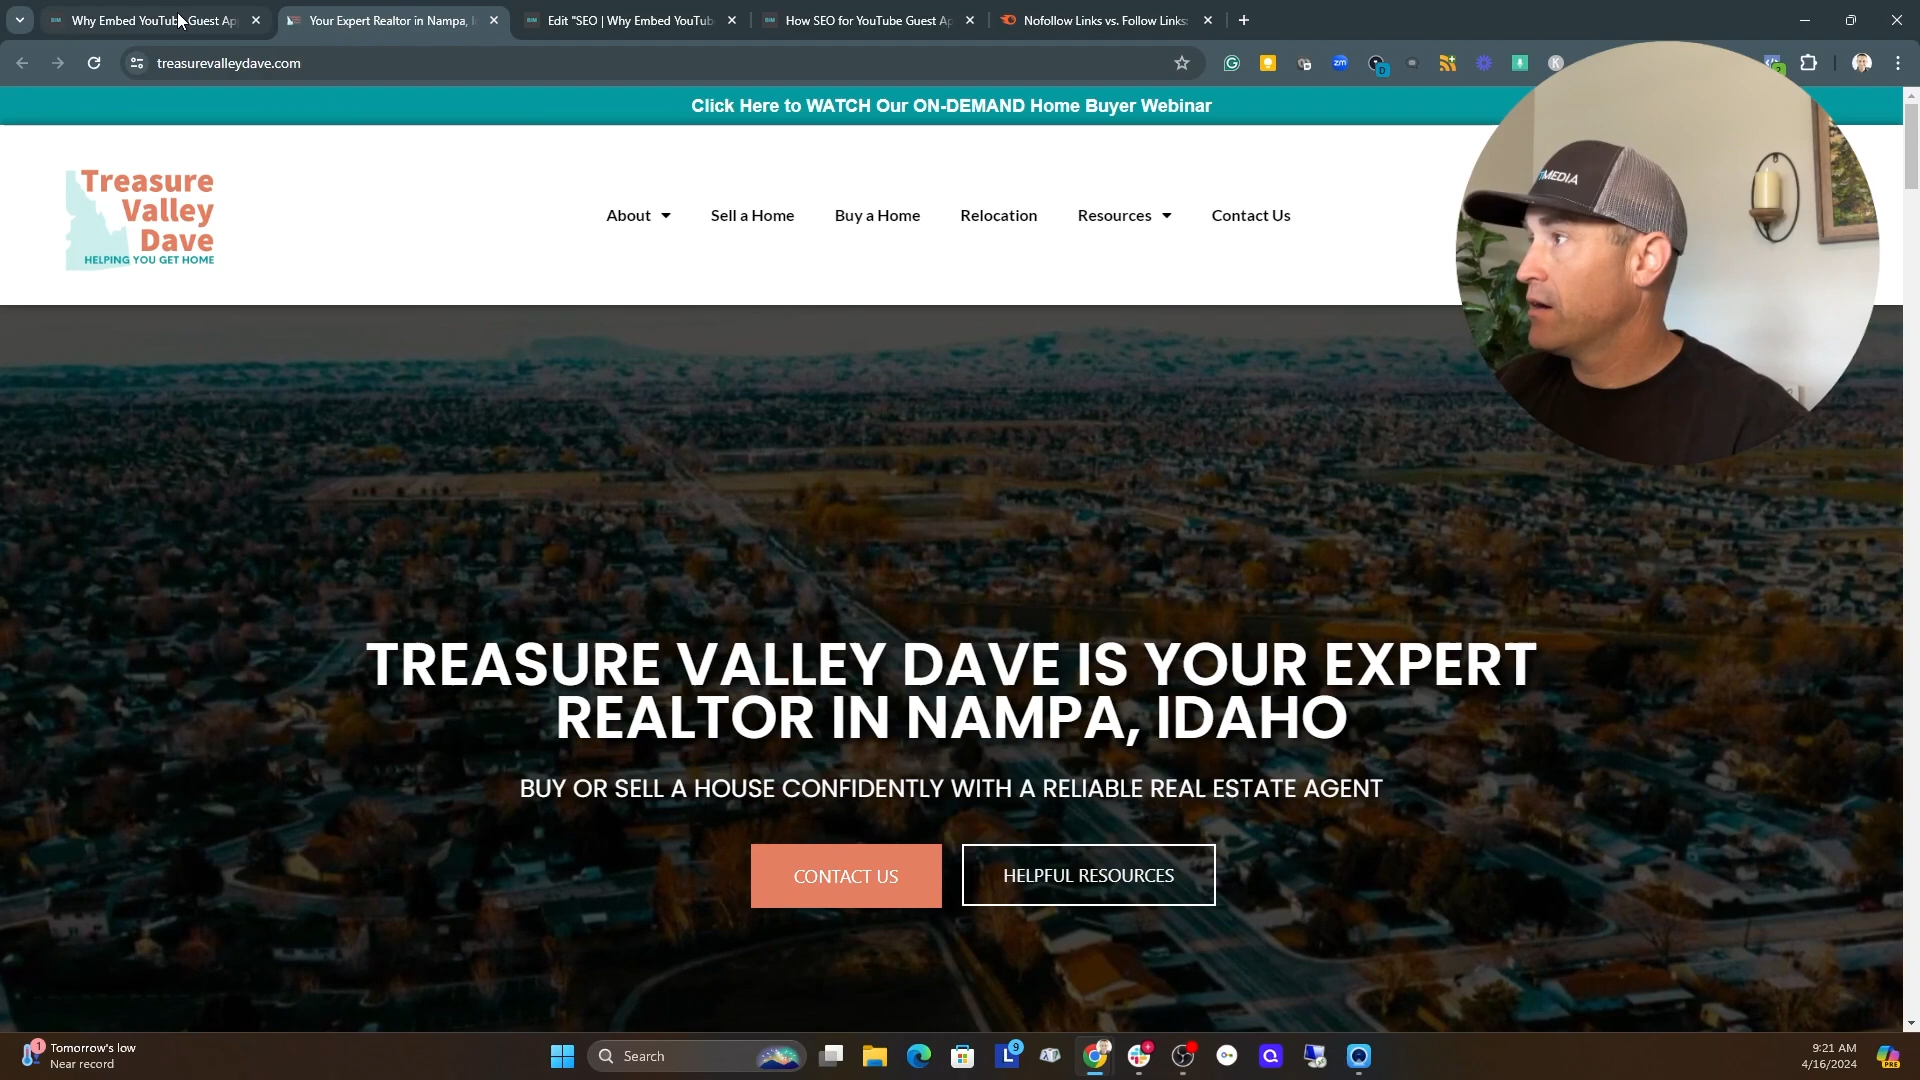 Why Embed YouTube Guest Ap
Your Expert Realtor in Nampa, I
Edit "SEO | Why Embed YouTub
How SEO for YouTube Guest Ap
Nofollow Links vs. Follow Links:
treasurevalleydave.com
Click Here to WATCH Our ON-DEMAND Home Buyer Webinar
Treasure
Valley
Dave
HELPING YOU GET HOME
About
Sell a Home
Buy a Home
Relocation
Resources
Contact Us
MEDIA
TREASURE VALLEY DAVE IS YOUR EXPERT
REALTOR IN NAMPA, IDAHO
BUY OR SELL A HOUSE CONFIDENTLY WITH A RELIABLE REAL ESTATE AGENT
CONTACT US
HELPFUL RESOURCES
1
Tomorrow's low
Near record
Search
9
9:21 AM
4/16/2024